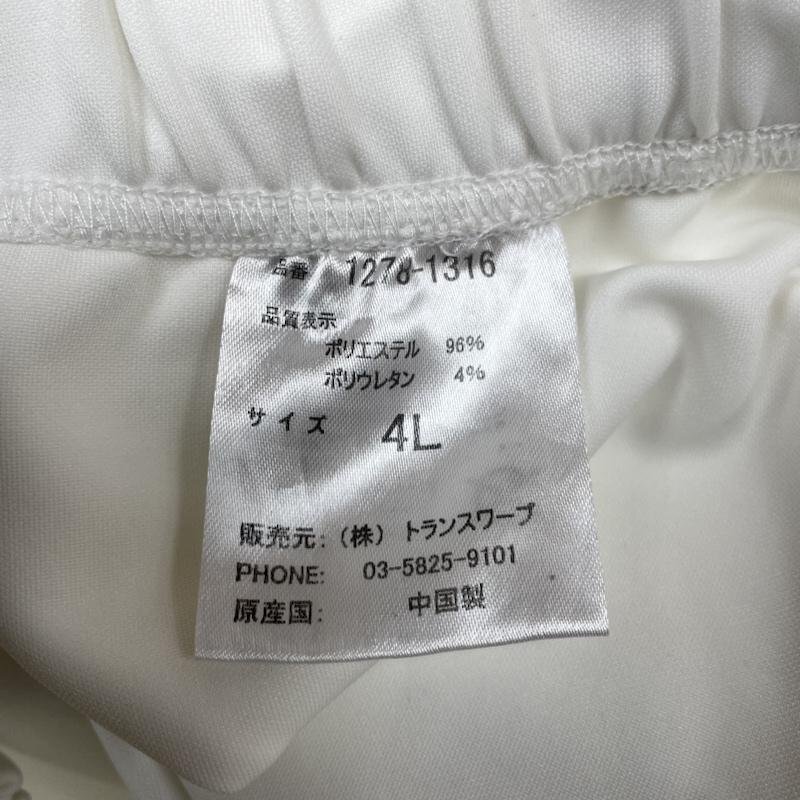 品番 1278-1316
品質表示
ポリエステル 96%
ポリウレタン 4%
サイズ 4L
販売元:(株)トランスワープ
PHONE: 03-5825-9101
原産国: 中国製